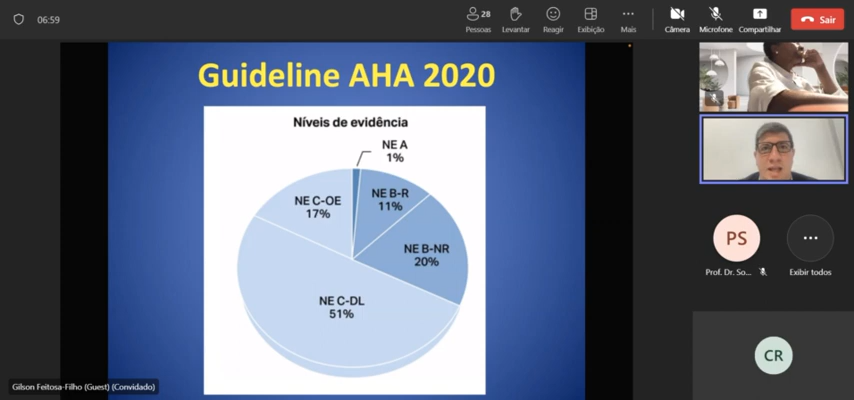 06:59
28
Pessoas
Levantar
Reagir
Exibição
Mais
Câmera
Microfone
Compartilhar
Sair
Guideline AHA 2020
Níveis de evidência
NE A
1%
NE B-R
11%
NE C-OE
17%
NE B-NR
20%
NE C-DL
51%
PS
Prof. Dr. So...
Exibir todos
CR
Gilson Feitosa-Filho (Guest) (Convidado)